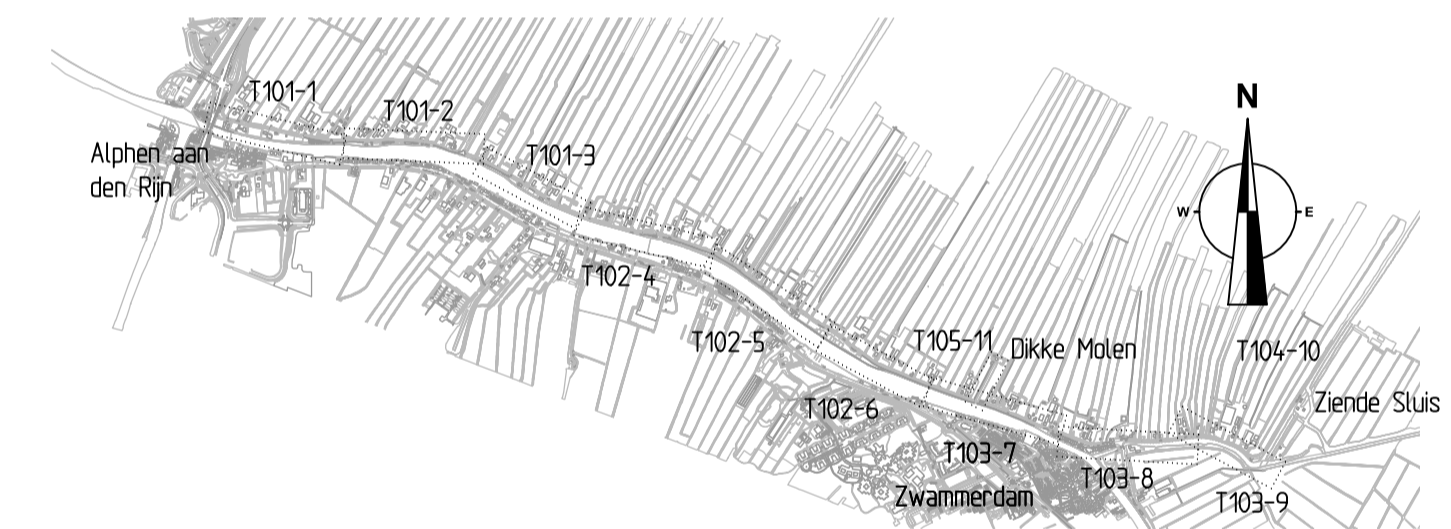 T101-1
T101-2
T101-3
Alphen aan
den Rijn
N
W
E
T102-4
T102-5
T105-11
Dikke Molen
T104-10
T102-6
Ziende Sluis
T103-7
T103-8
Zwammerdam
T103-9